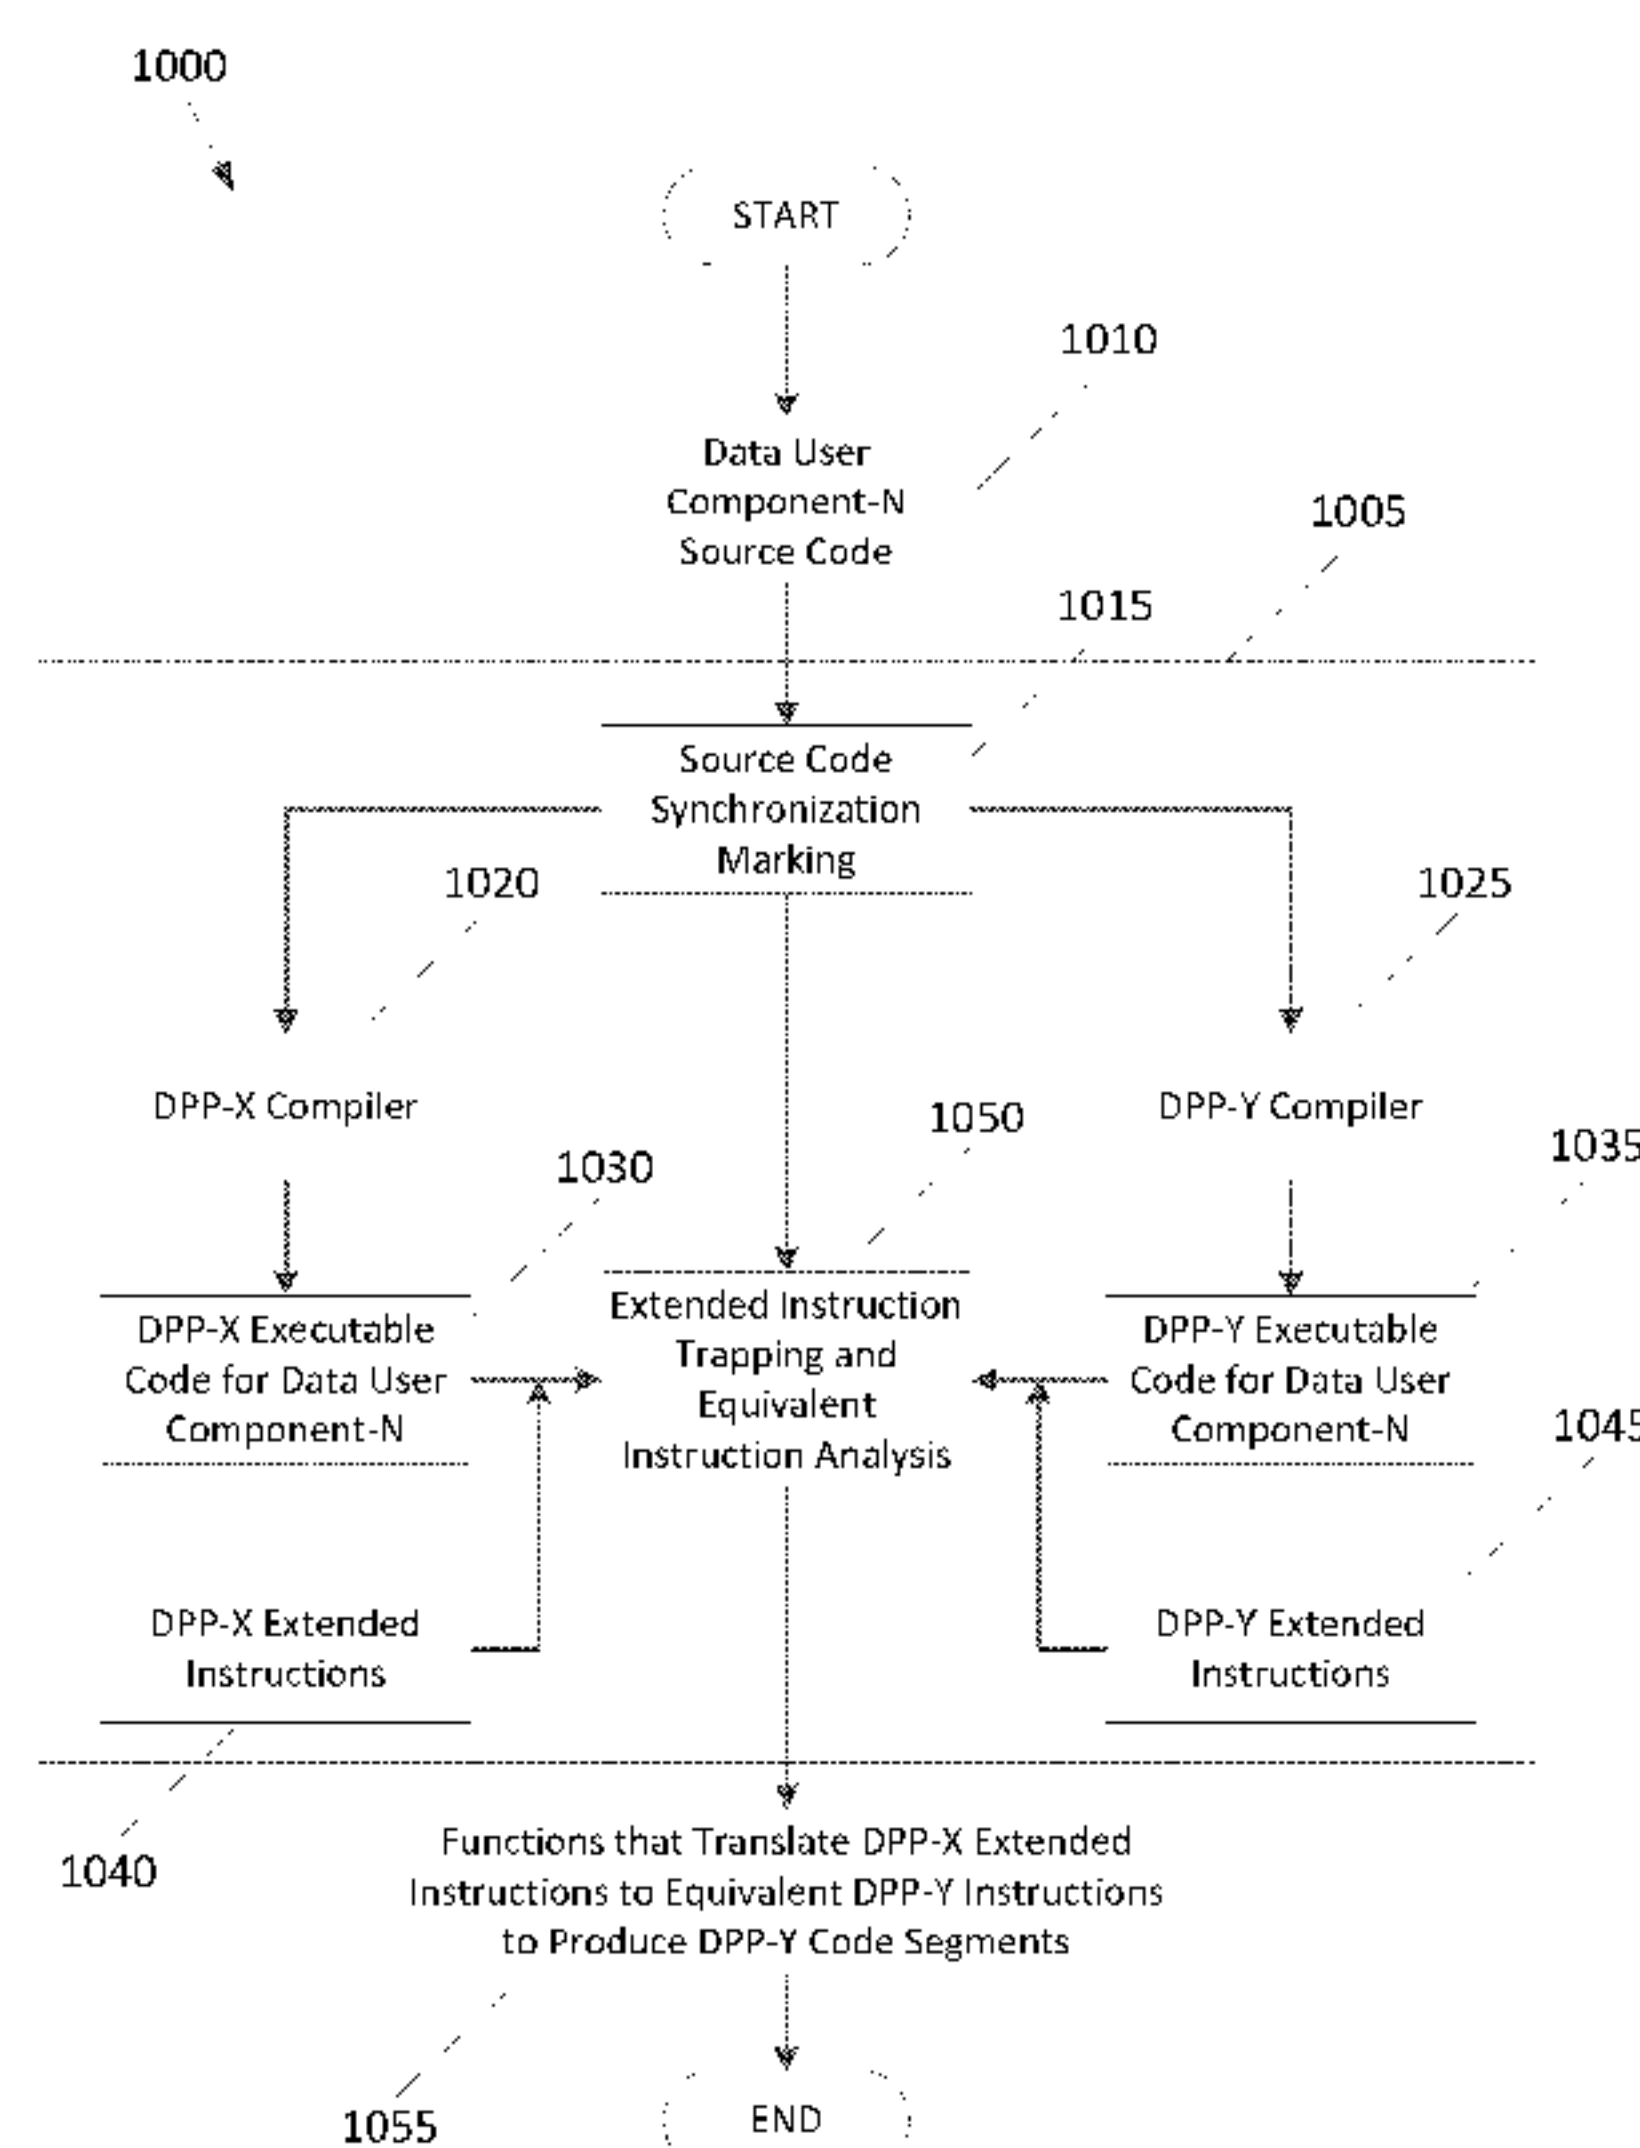 1000
START
1010
Data User
Component-N
Source Code
1005
1015
Source Code
Synchronization
Marking
1020
1025
DPP-X Compiler
DPP-Y Compiler
1050
1035
1030
Extended Instruction
Trapping and
Equivalent
Instruction Analysis
DPP-X Executable
Code for Data User
Component-N
DPP-Y Executable
Code for Data User
Component-N
1045
DPP-X Extended
Instructions
DPP-Y Extended
Instructions
1040
Functions that Translate DPP-X Extended
Instructions to Equivalent DPP-Y Instructions
to Produce DPP-Y Code Segments
1055
END